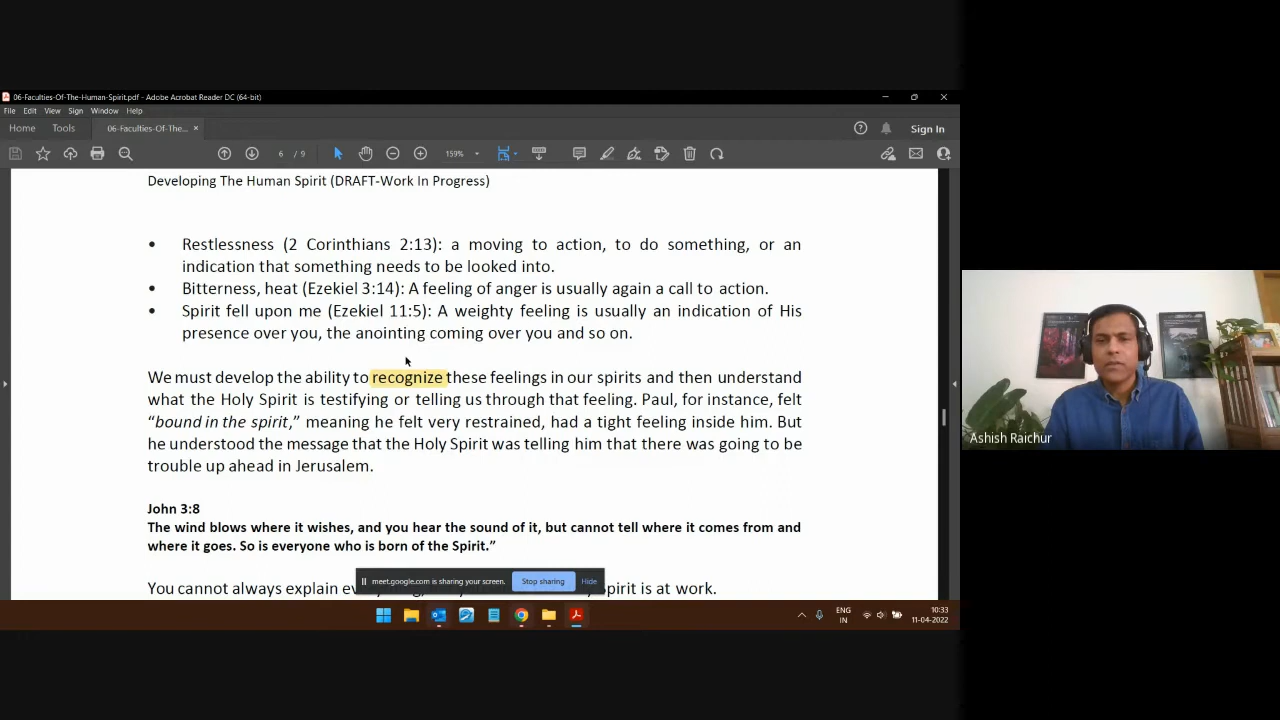 06-Faculties-Of-The-Human-Spirit.pdf - Adobe Acrobat Reader DC (64-bit)
File Edit View Sign Window Help
Home Tools 06-Faculties-Of-The... × Sign In
6 / 9 159%
Developing The Human Spirit (DRAFT-Work In Progress)
• Restlessness (2 Corinthians 2:13): a moving to action, to do something, or an
indication that something needs to be looked into.
• Bitterness, heat (Ezekiel 3:14): A feeling of anger is usually again a call to action.
• Spirit fell upon me (Ezekiel 11:5): A weighty feeling is usually an indication of His
presence over you, the anointing coming over you and so on.
We must develop the ability to recognize these feelings in our spirits and then understand
what the Holy Spirit is testifying or telling us through that feeling. Paul, for instance, felt
“bound in the spirit,” meaning he felt very restrained, had a tight feeling inside him. But
he understood the message that the Holy Spirit was telling him that there was going to be
trouble up ahead in Jerusalem.
John 3:8
The wind blows where it wishes, and you hear the sound of it, but cannot tell where it comes from and
where it goes. So is everyone who is born of the Spirit.”
You cannot always explain spirit is at work.
meet.google.com is sharing your screen. Stop sharing Hide
ENG
IN
10:33
11-04-2022
Ashish Raichur